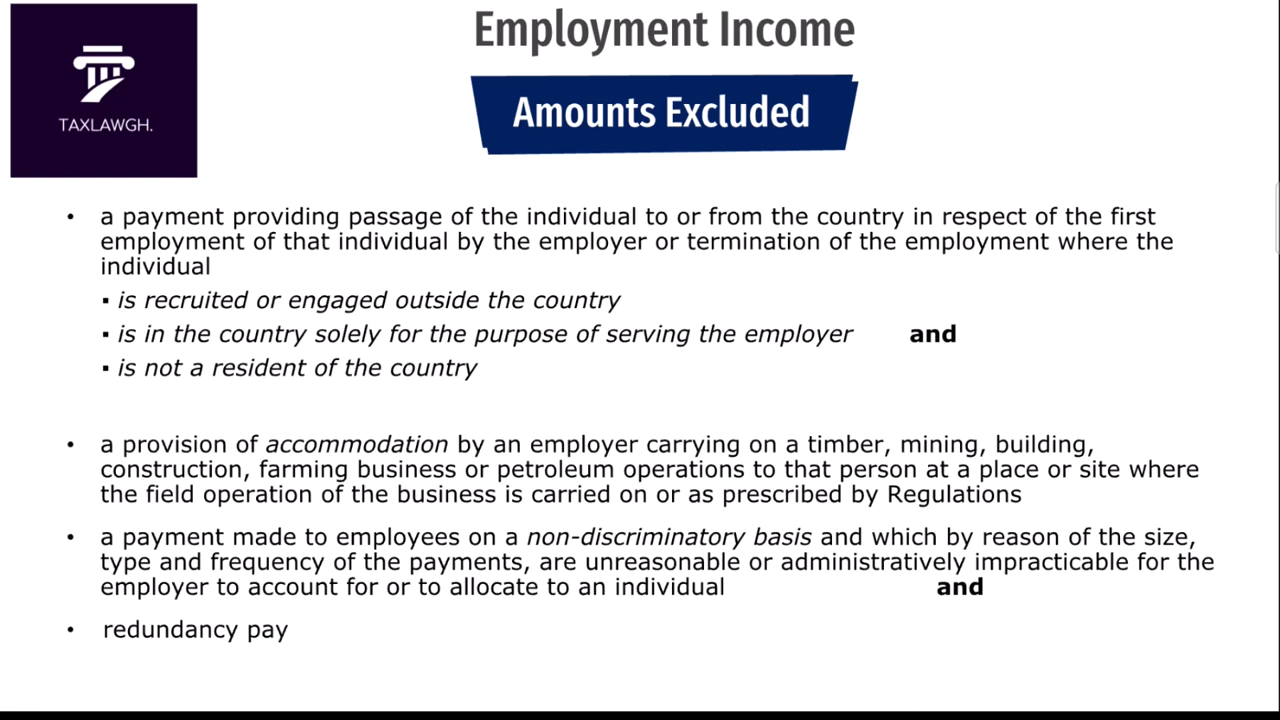 TAXLAWGH.
Employment Income
Amounts Excluded
• a payment providing passage of the individual to or from the country in respect of the first
employment of that individual by the employer or termination of the employment where the
individual
▪ is recruited or engaged outside the country
▪ is in the country solely for the purpose of serving the employer and
▪ is not a resident of the country
• a provision of accommodation by an employer carrying on a timber, mining, building,
construction, farming business or petroleum operations to that person at a place or site where
the field operation of the business is carried on or as prescribed by Regulations
• a payment made to employees on a non-discriminatory basis and which by reason of the size,
type and frequency of the payments, are unreasonable or administratively impracticable for the
employer to account for or to allocate to an individual and
• redundancy pay